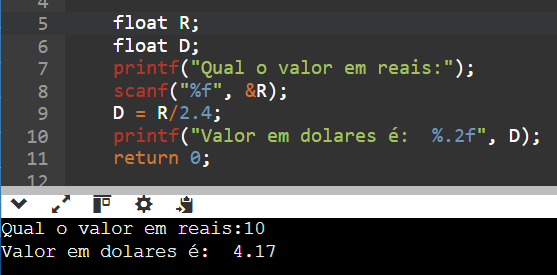 4
5 float R;
6 float D;
7 printf("Qual o valor em reais:");
8 scanf("%f", &R);
9 D = R/2.4;
10 printf("Valor em dolares é:  %.2f", D);
11 return 0;
12
Qual o valor em reais:10
Valor em dolares é:  4.17